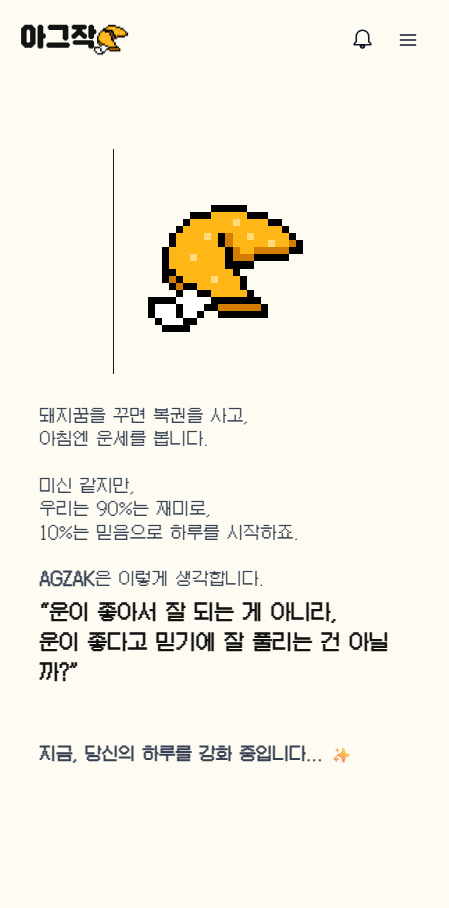 아그작
돼지꿈을 꾸면 복권을 사고,
아침엔 운세를 봅니다.
미신 같지만,
우리는 90%는 재미로,
10%는 믿음으로 하루를 시작하죠.
AGZAK은 이렇게 생각합니다.
“운이 좋아서 잘 되는 게 아니라,
운이 좋다고 믿기에 잘 풀리는 건 아닐
까?”
지금, 당신의 하루를 강화 중입니다... ✨